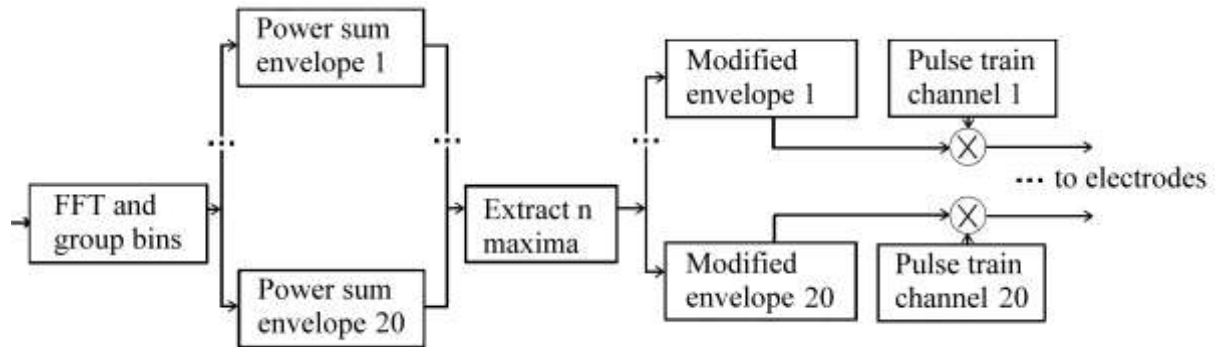 Power sum
envelope 1
Modified
envelope 1
Pulse train
channel 1
...
...
...
X
FFT and
group bins
Extract n
maxima
... to electrodes
X
Power sum
envelope 20
Modified
envelope 20
Pulse train
channel 20